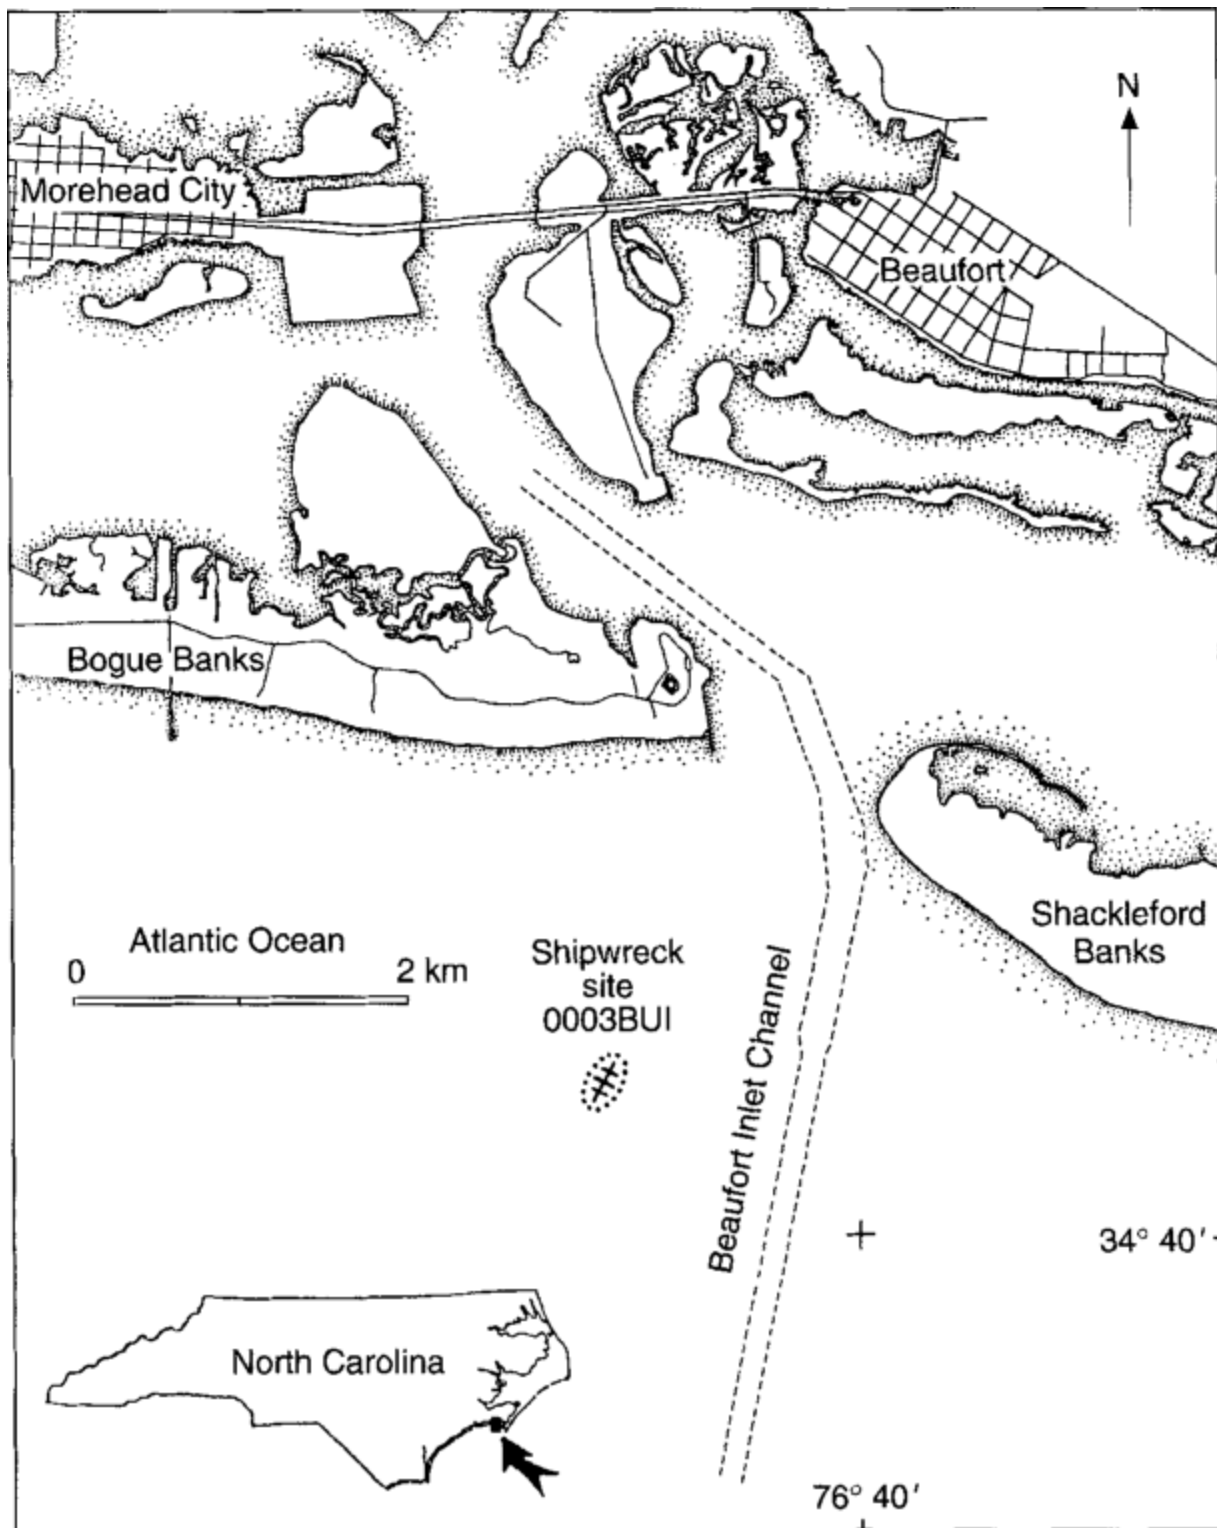 N
Morehead City
Beaufort
Bogue Banks
Shackleford
Banks
Atlantic Ocean
0 2 km
Shipwreck
site
0003BUI
Beaufort Inlet Channel
34° 40'
North Carolina
76° 40'